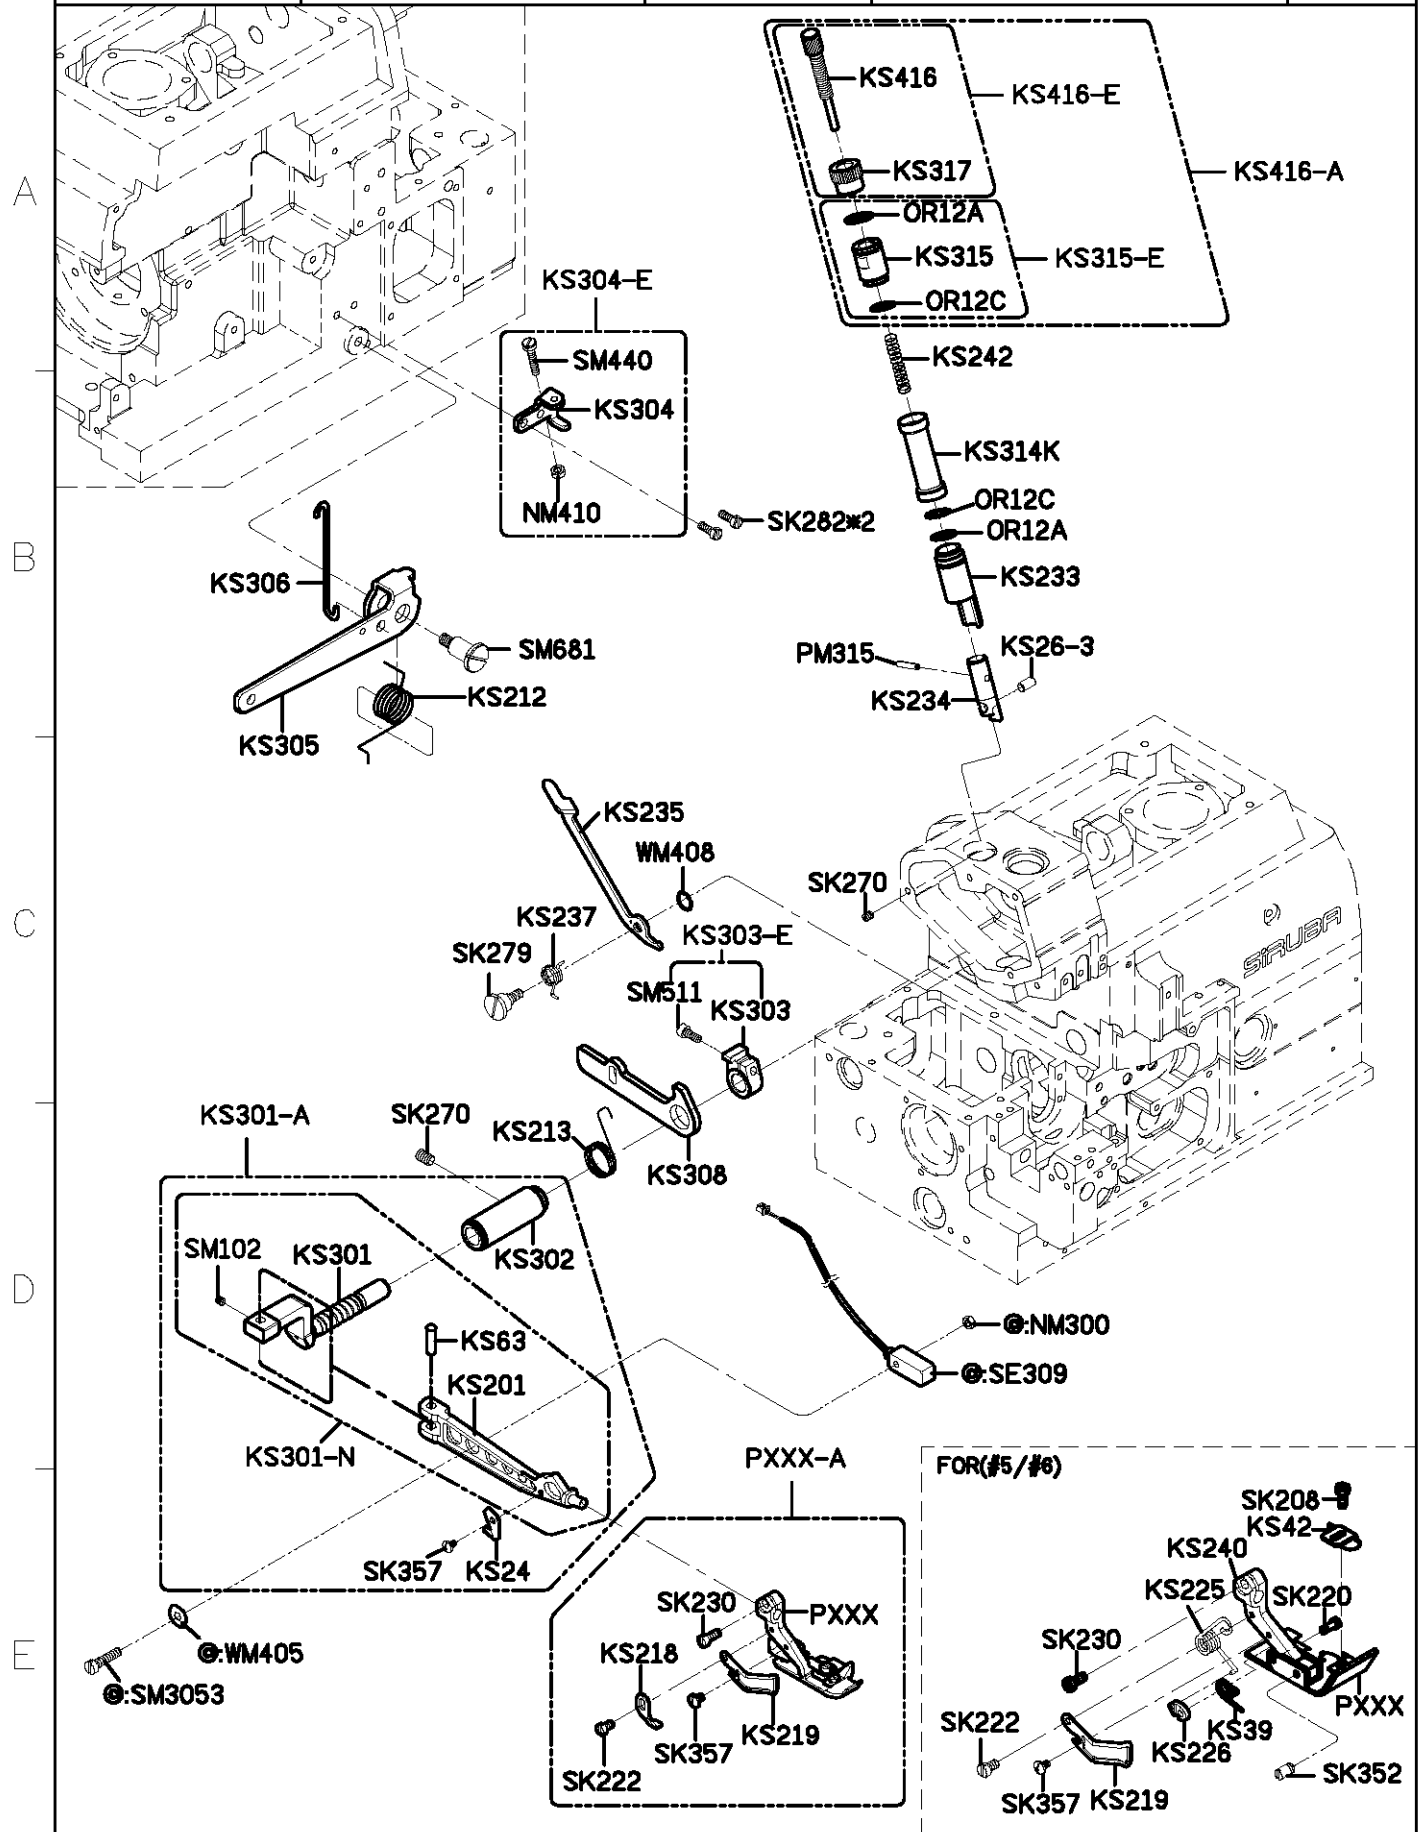 KS416
KS416-E
A
KS317
KS416-A
OR12A
KS315
KS315-E
KS304-E
OR12C
SM440
KS242
KS304
KS314K
OR12C
NM410
SK282*2
OR12A
B
KS306
KS233
SM681
PM315
KS26-3
KS212
KS234
KS305
KS235
WM408
SK270
C
KS237
KS303-E
SiRUBA
SK279
SM511
KS303
KS301-A
SK270
KS213
KS308
SM102
KS301
KS302
D
@:NM300
KS63
@:SE309
KS201
KS301-N
PXXX-A
FOR(#5/#6)
SK208
KS42
KS240
SK357
KS24
KS225
SK220
SK230
PXXX
SK230
E
@:WM405
KS218
@:SM3053
PXXX
SK222
KS39
KS219
SK357
KS226
SK222
SK352
SK357
KS219